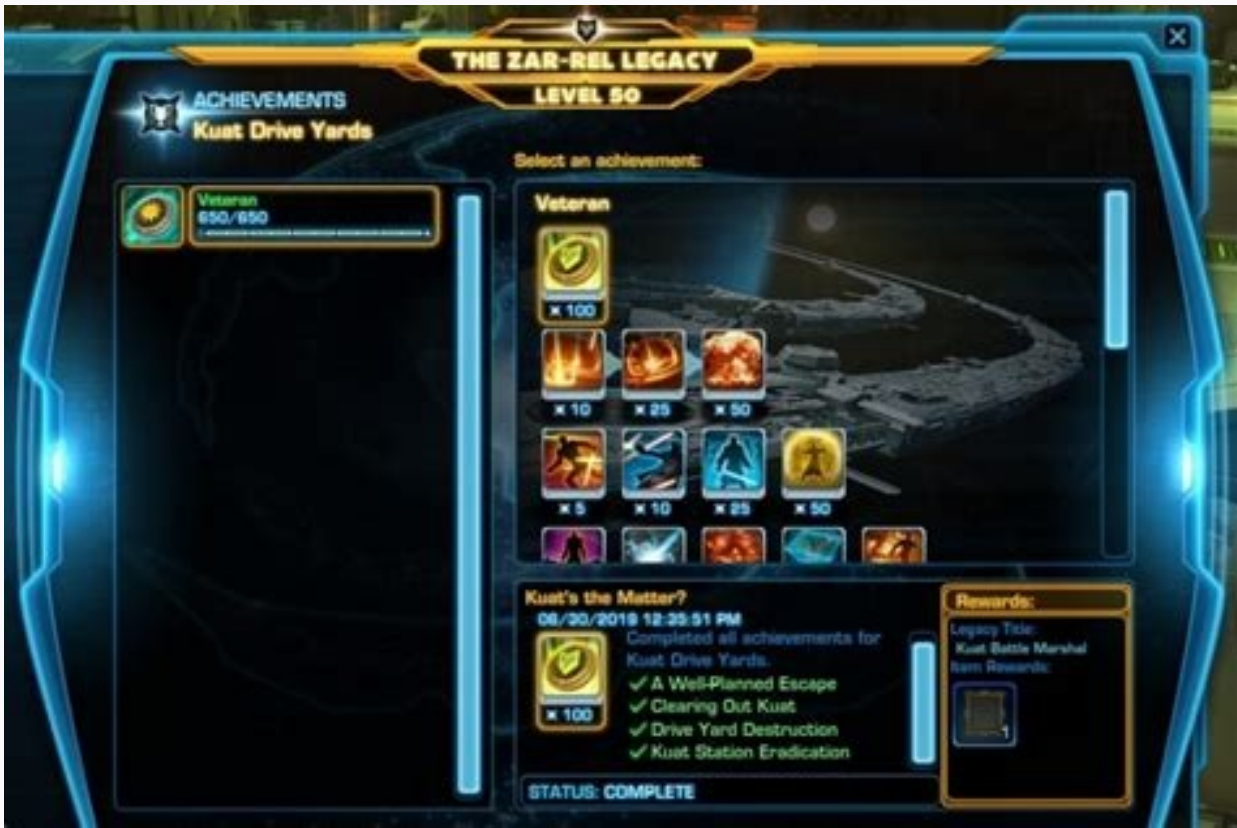 THE ZAR-REL LEGACY
LEVEL 50
ACHIEVEMENTS
Kuat Drive Yards
Select an achievement:
Veteran
650/650
Veteran
x 100
x 10 x 25 x 50
x 5 x 10 x 25 x 50
Kuat's the Matter?
08/30/2019 12:35:51 PM
Completed all achievements for
Kuat Drive Yards.
A Well-Planned Escape
Clearing Out Kuat
Drive Yard Destruction
Kuat Station Eradication
x 100
STATUS: COMPLETE
Rewards:
Legacy Title:
Kuat Battle Marshal
Item Rewards:
1